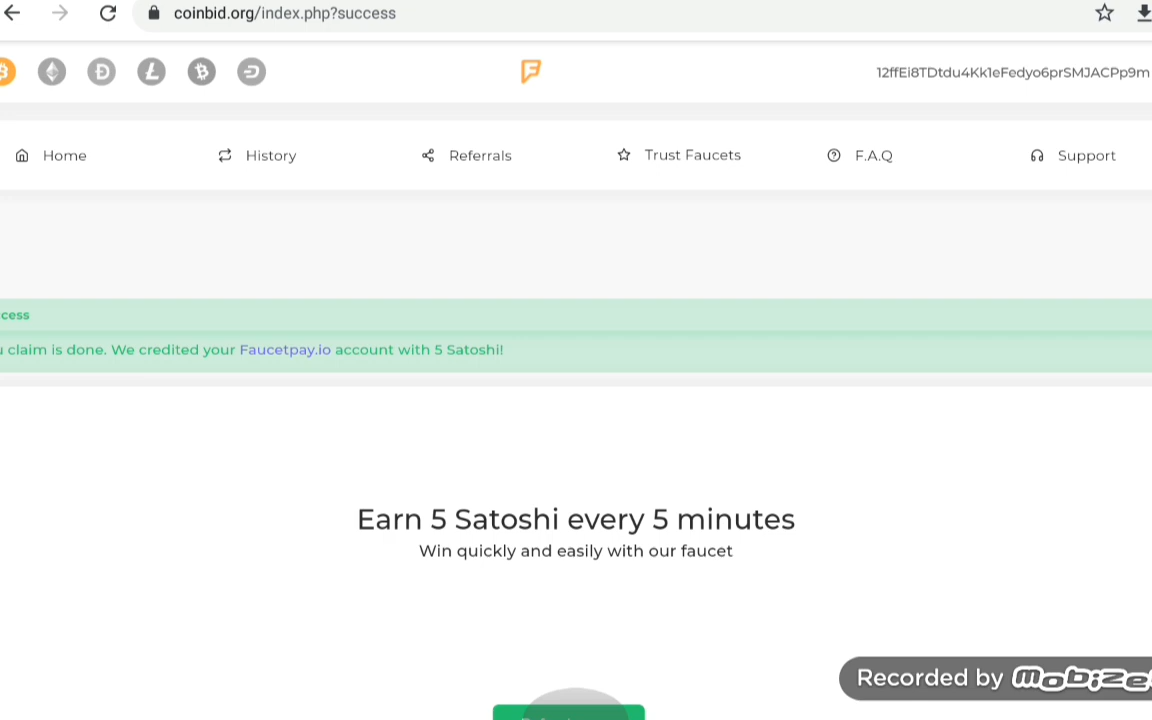 coinbid.org/index.php?success
12ffEi8TDtdu4Kk1eFedyo6prSMJACPp9m
Home History Referrals Trust Faucets F.A.Q Support
cess
claim is done. We credited your Faucetpay.io account with 5 Satoshi!
Earn 5 Satoshi every 5 minutes
Win quickly and easily with our faucet
Recorded by